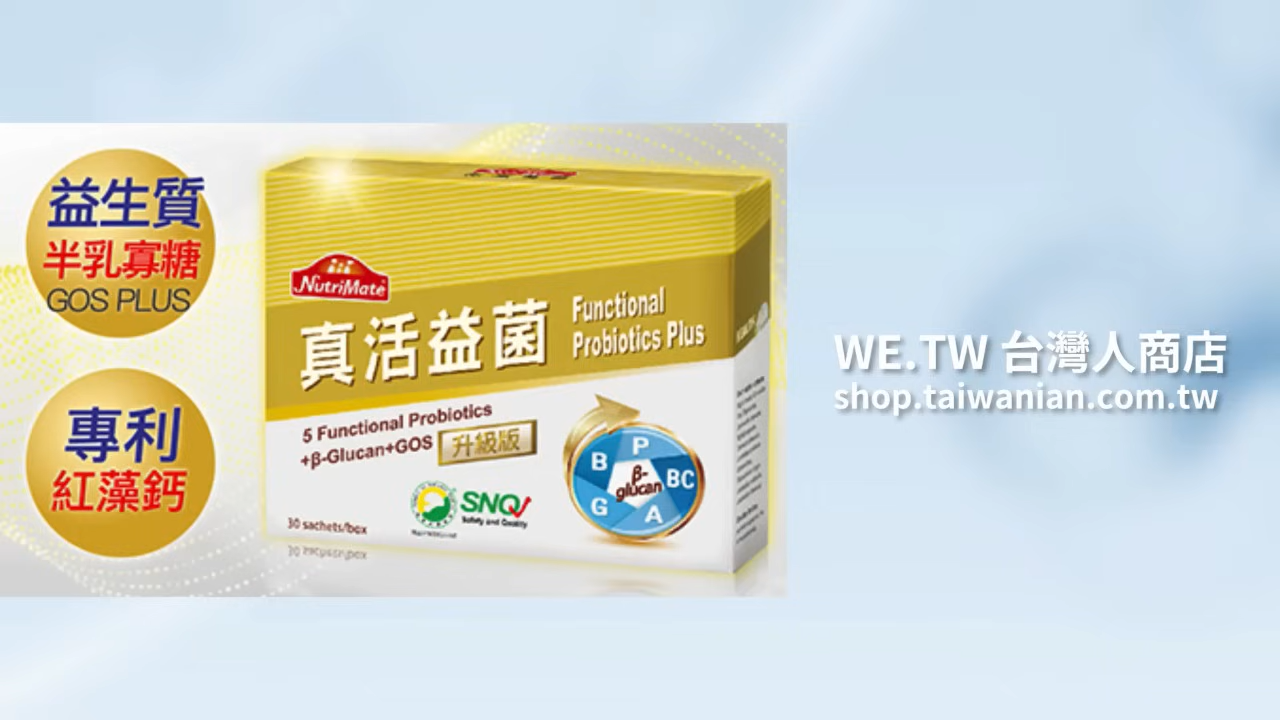 益生質
半乳寡糖
GOS PLUS
專利
紅藻鈣
NutriMate
真活益菌
Functional
Probiotics Plus
5 Functional Probiotics
+β-Glucan+GOS
升級版
SNQ
Safety and Quality
30 sachets/box
P
B
BC
β-
glucan
G
A
WE.TW 台灣人商店
shop.taiwanian.com.tw